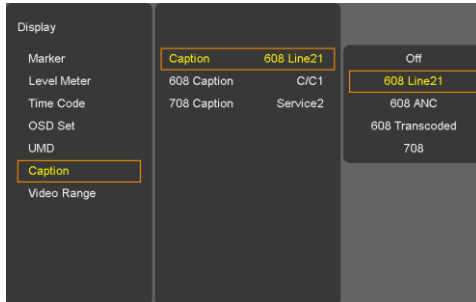 Display
Marker
Level Meter
Time Code
OSD Set
UMD
Caption
Video Range
Caption 608 Line21
608 Caption C/C1
708 Caption Service2
Off
608 Line21
608 ANC
608 Transcoded
708